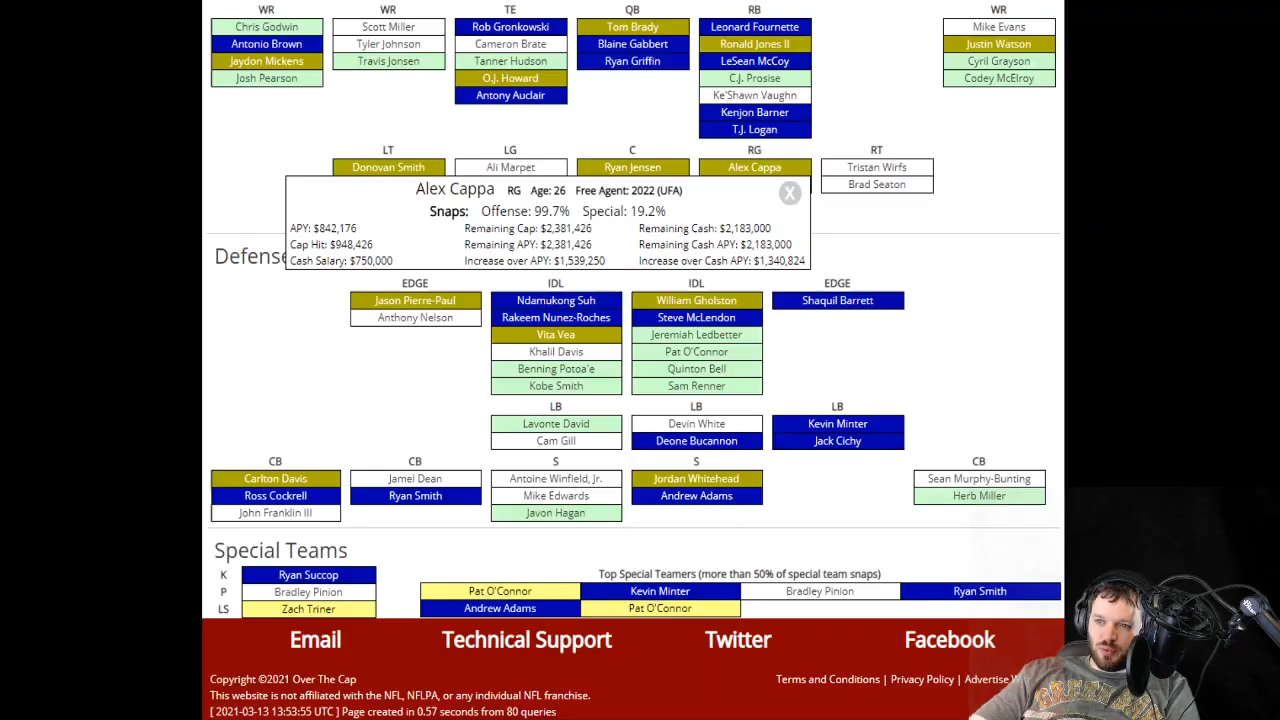 WR WR TE QB RB WR
Chris Godwin Scott Miller Rob Gronkowski Tom Brady Leonard Fournette Mike Evans
Antonio Brown Tyler Johnson Cameron Brate Blaine Gabbert Ronald Jones II Justin Watson
Jaydon Mickens Travis Jonsen Tanner Hudson Ryan Griffin LeSean McCoy Cyril Grayson
Josh Pearson O.J. Howard C.J. Prosise Codey McElroy
Antony Auclair Ke'Shawn Vaughn
Kenjon Barner
T.J. Logan
LT LG C RG RT
Donovan Smith Ali Marpet Ryan Jensen Alex Cappa Tristan Wirfs
Brad Seaton
Alex Cappa RG Age: 26 Free Agent: 2022 (UFA) X
Snaps: Offense: 99.7% Special: 19.2%
APY: $842,176 Remaining Cap: $2,381,426 Remaining Cash: $2,183,000
Cap Hit: $948,426 Remaining APY: $2,381,426 Remaining Cash APY: $2,183,000
Cash Salary: $750,000 Increase over APY: $1,539,250 Increase over Cash APY: $1,340,824
Defense
EDGE IDL IDL EDGE
Jason Pierre-Paul Ndamukong Suh William Gholston Shaquil Barrett
Anthony Nelson Rakeem Nunez-Roches Steve McLendon
Vita Vea Jeremiah Ledbetter
Khalil Davis Pat O'Connor
Benning Potoa'e Quinton Bell
Kobe Smith Sam Renner
LB LB LB
Lavonte David Devin White Kevin Minter
Cam Gill Deone Bucannon Jack Cichy
CB CB S S CB
Carlton Davis Jamel Dean Antoine Winfield, Jr. Jordan Whitehead Sean Murphy-Bunting
Ross Cockrell Ryan Smith Mike Edwards Andrew Adams Herb Miller
John Franklin III Javon Hagan
Special Teams
K Ryan Succop Top Special Teamers (more than 50% of special team snaps)
P Bradley Pinion Pat O'Connor Kevin Minter Bradley Pinion Ryan Smith
LS Zach Triner Andrew Adams Pat O'Connor
Email Technical Support Twitter Facebook
Copyright ©2021 Over The Cap Terms and Conditions | Privacy Policy | Advertise
This website is not affiliated with the NFL, NFLPA, or any individual NFL franchise.
[ 2021-03-13 13:53:55 UTC ] Page created in 0.57 seconds from 80 queries